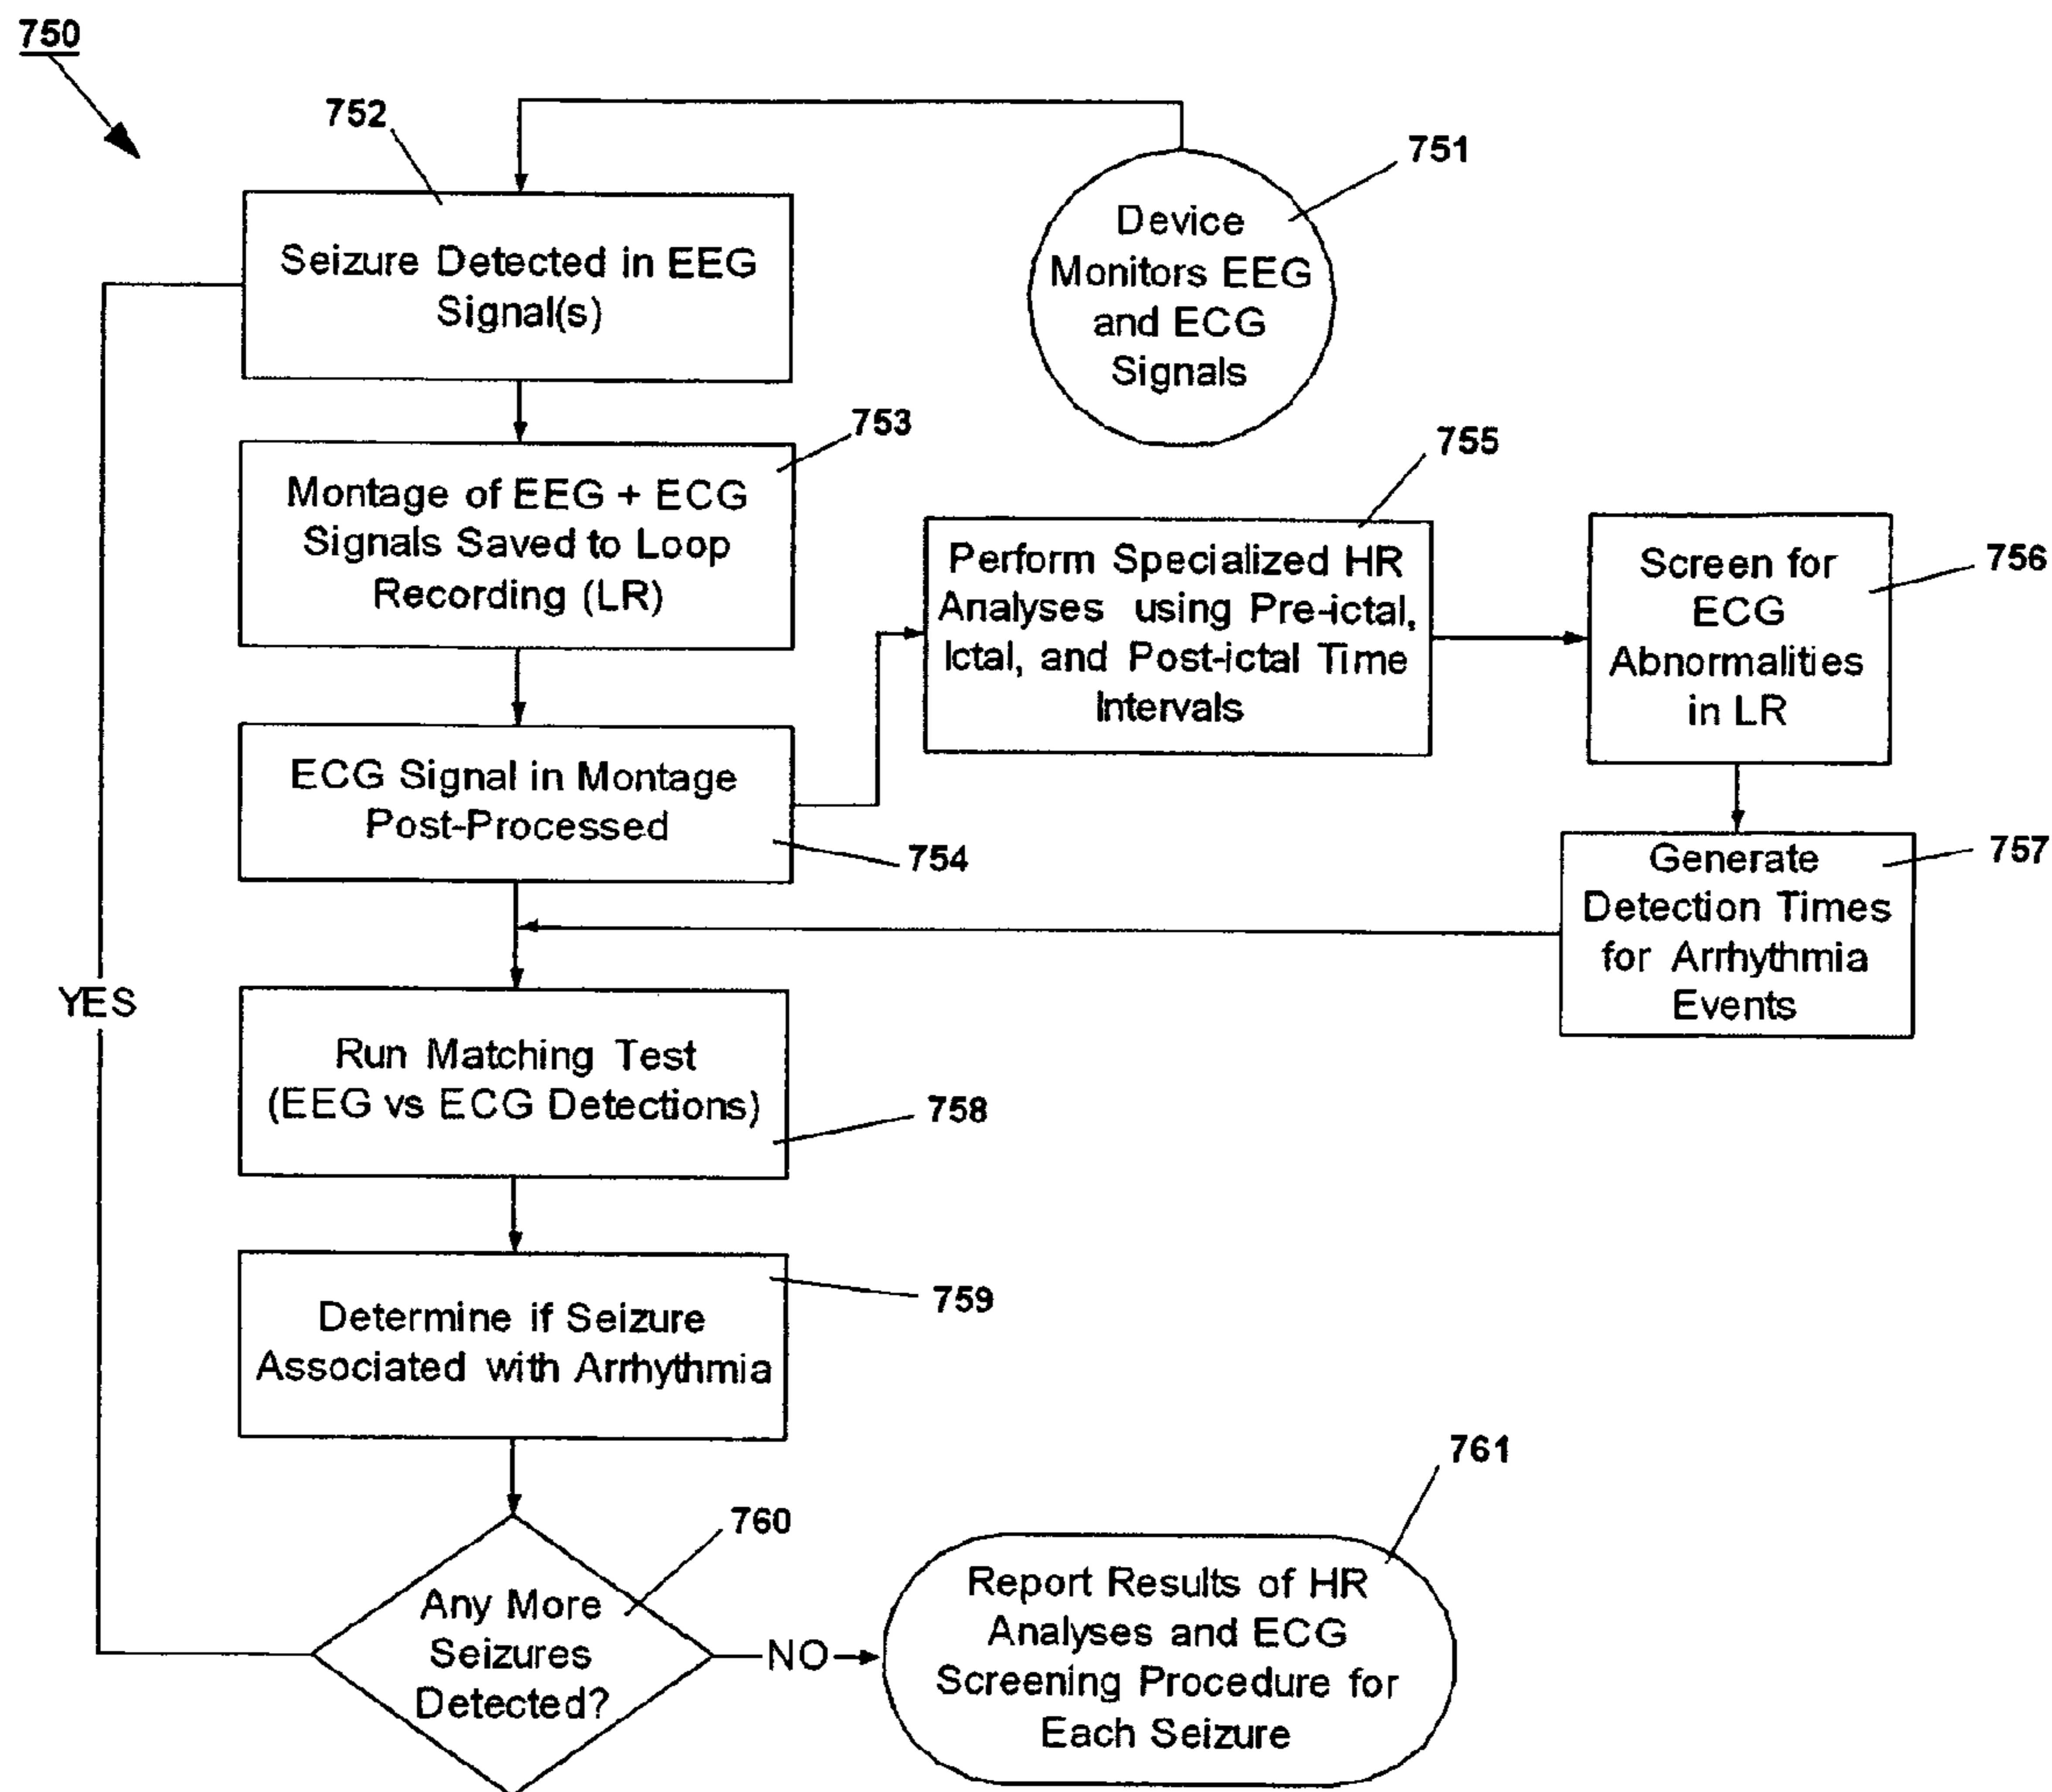 750
752
751
Device
Monitors EEG
and ECG
Signals
Seizure Detected in EEG
Signal(s)
753
Montage of EEG + ECG
Signals Saved to Loop
Recording (LR)
755
Perform Specialized HR
Analyses using Pre-ictal,
Ictal, and Post-ictal Time
Intervals
756
Screen for
ECG
Abnormalities
in LR
ECG Signal in Montage
Post-Processed
754
757
Generate
Detection Times
for Arrhythmia
Events
YES
Run Matching Test
(EEG vs ECG Detections)
758
Determine if Seizure
Associated with Arrhythmia
759
760
Any More
Seizures
Detected?
NO
761
Report Results of HR
Analyses and ECG
Screening Procedure for
Each Seizure